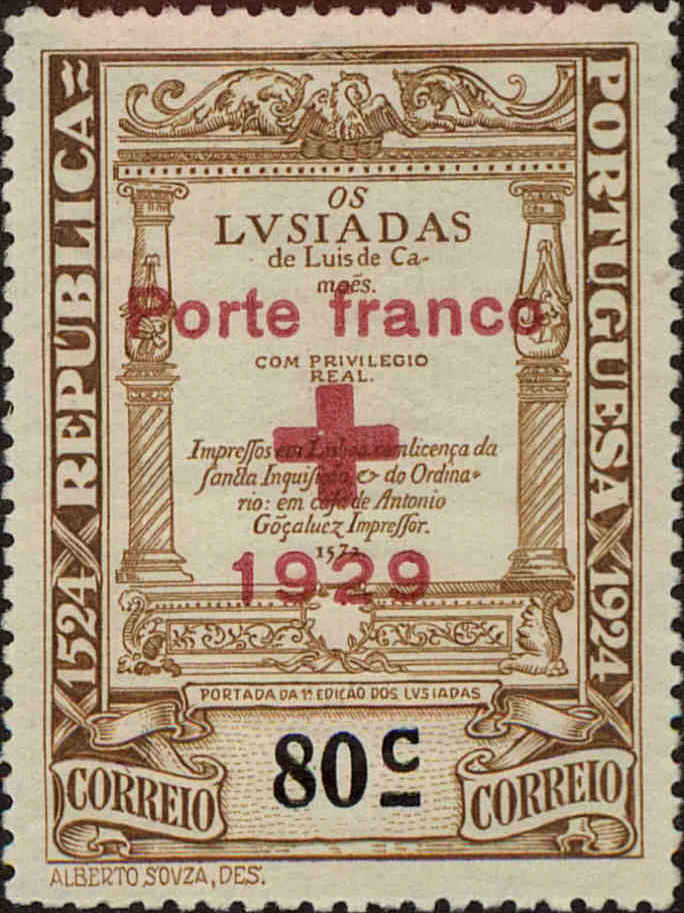 REPUBLICA
PORTUGUESA
1524
1924
OS
LVSIADAS
de Luis de Ca-
mões.
Porte franco
COM PRIVILEGIO
REAL.
Impreſſos em Lisboa, com licença da
ſancta Inquiſição, & do Ordina-
rio: em caſa de Antonio
Gõçaluez Impreſſor.
1572
1929
PORTADA DA 1ª EDIÇÃO DOS LVSIADAS
CORREIO
80 c
CORREIO
ALBERTO SOVZA, DES.